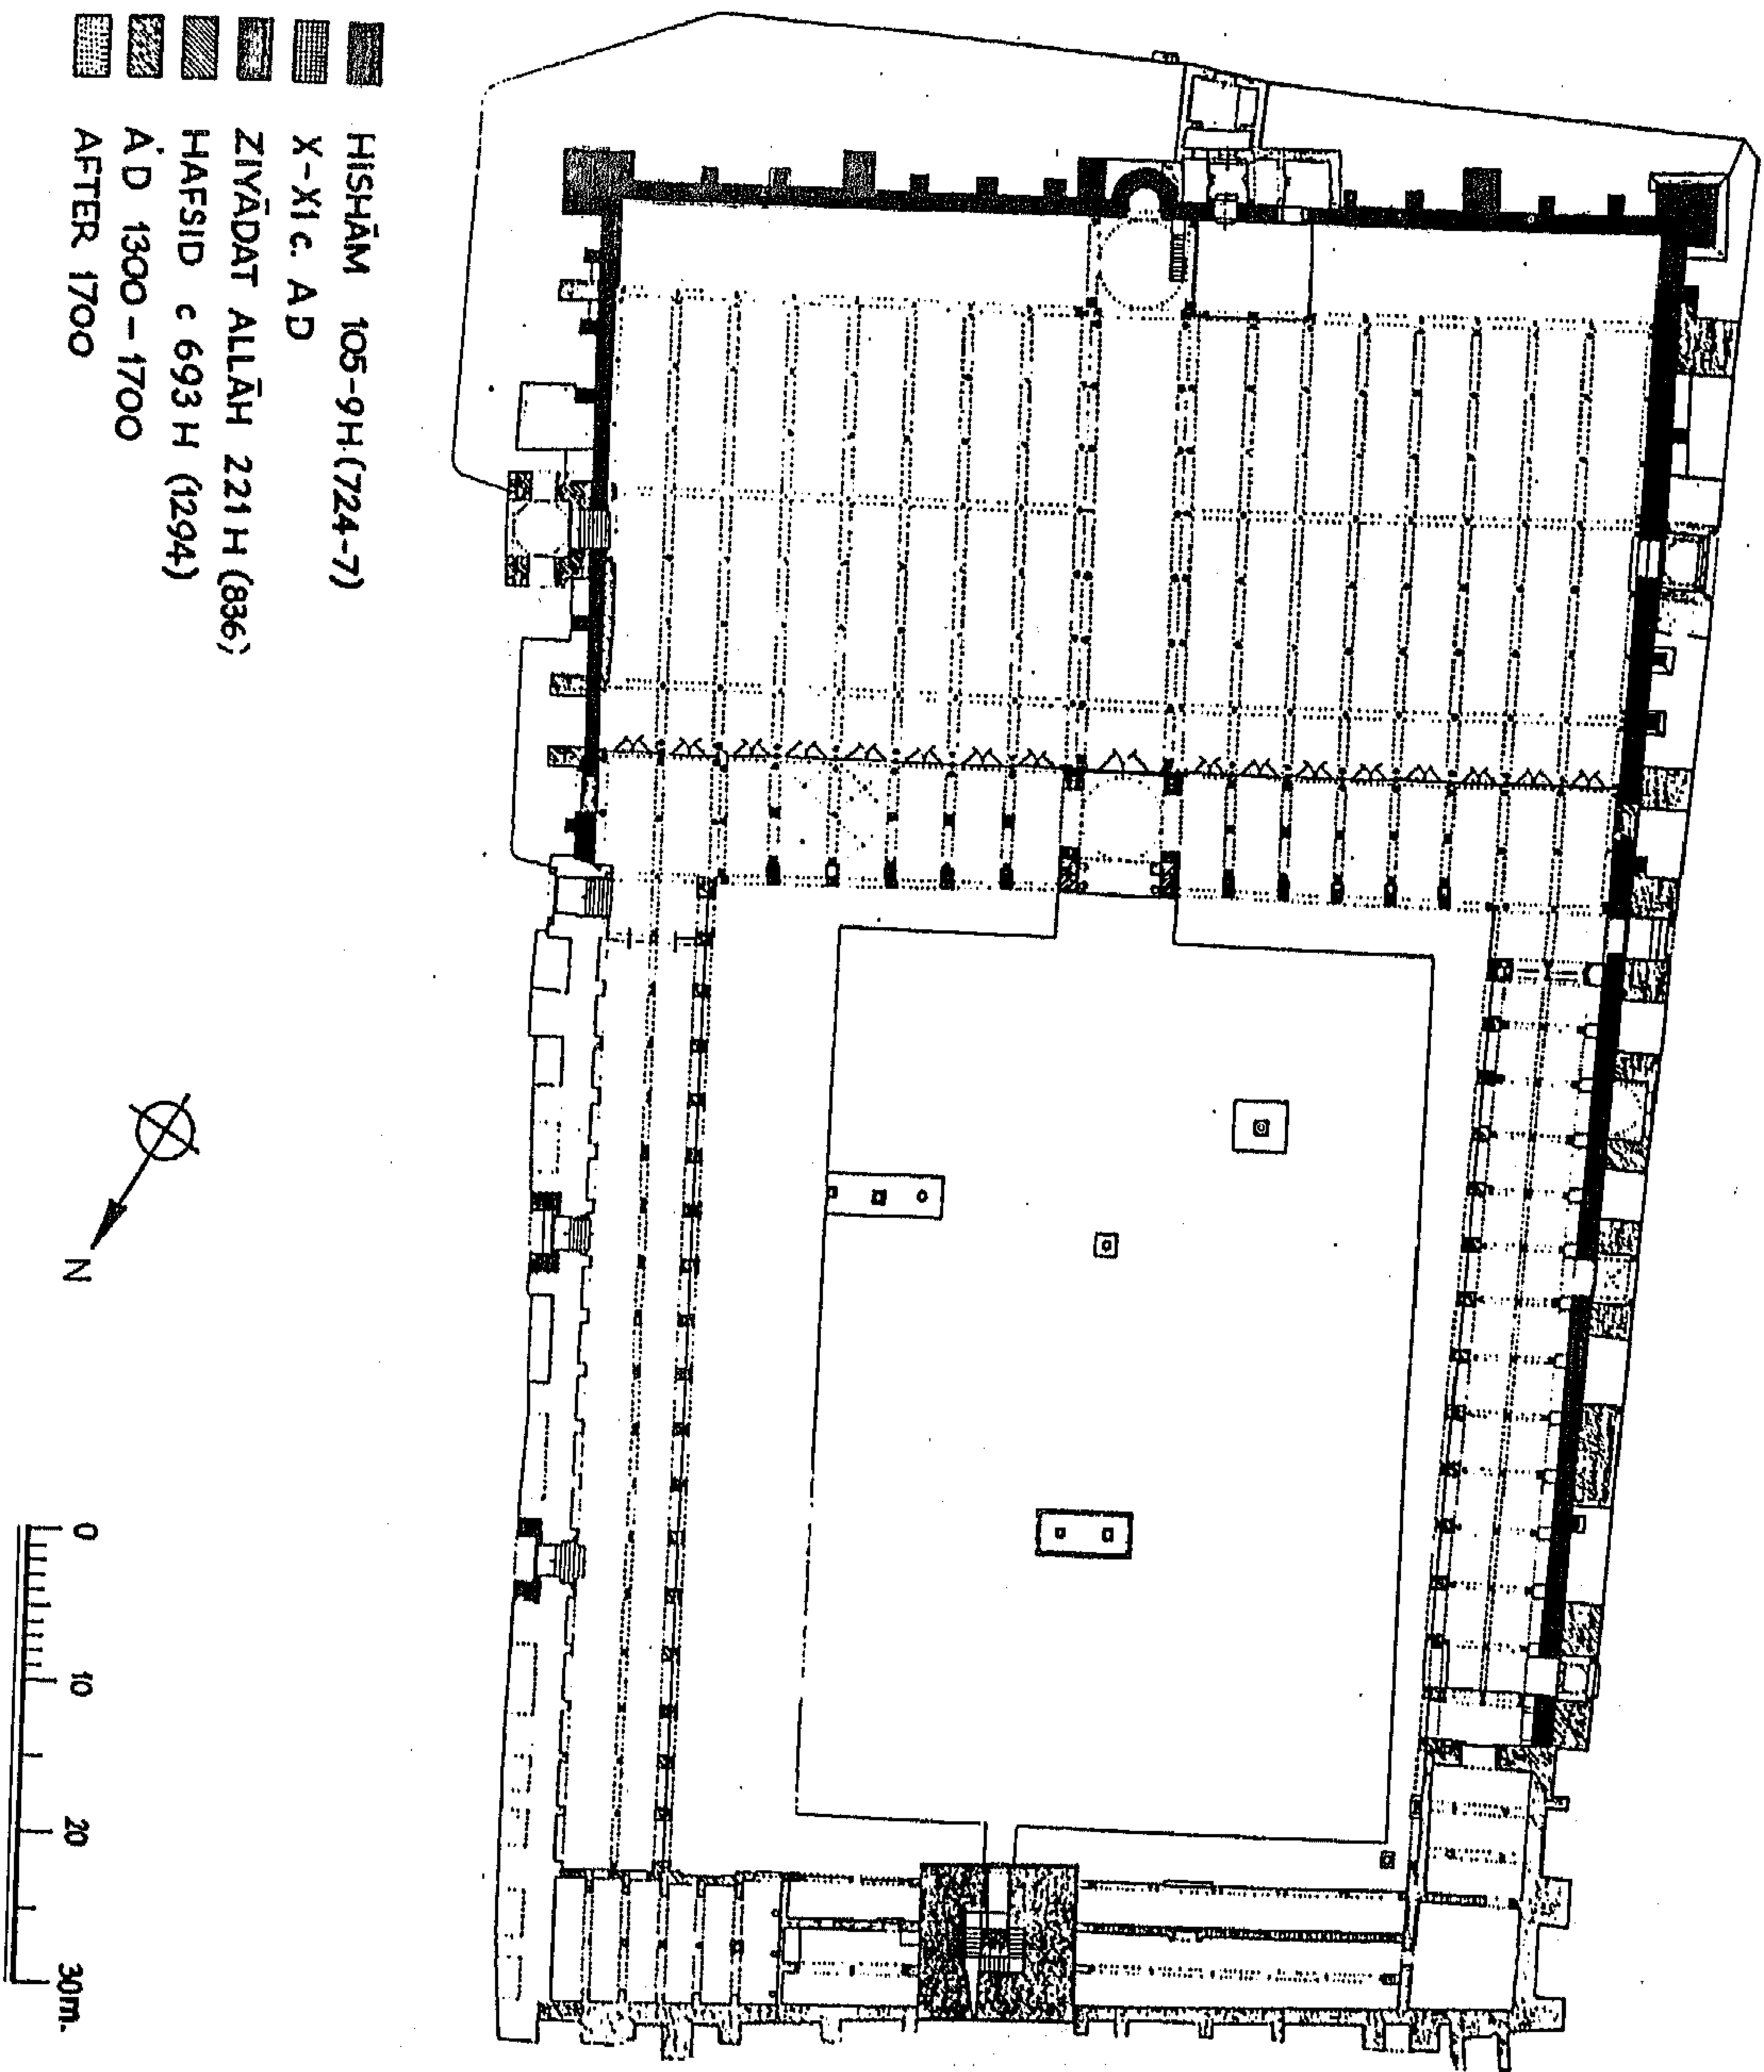 HISHĀM 105-9H (724-7)
X-XI c. A D
ZIYĀDAT ALLĀH 221 H (836)
HAFSID c 693 H (1294)
A D 1300-1700
AFTER 1700
N
0 10 20 30m.